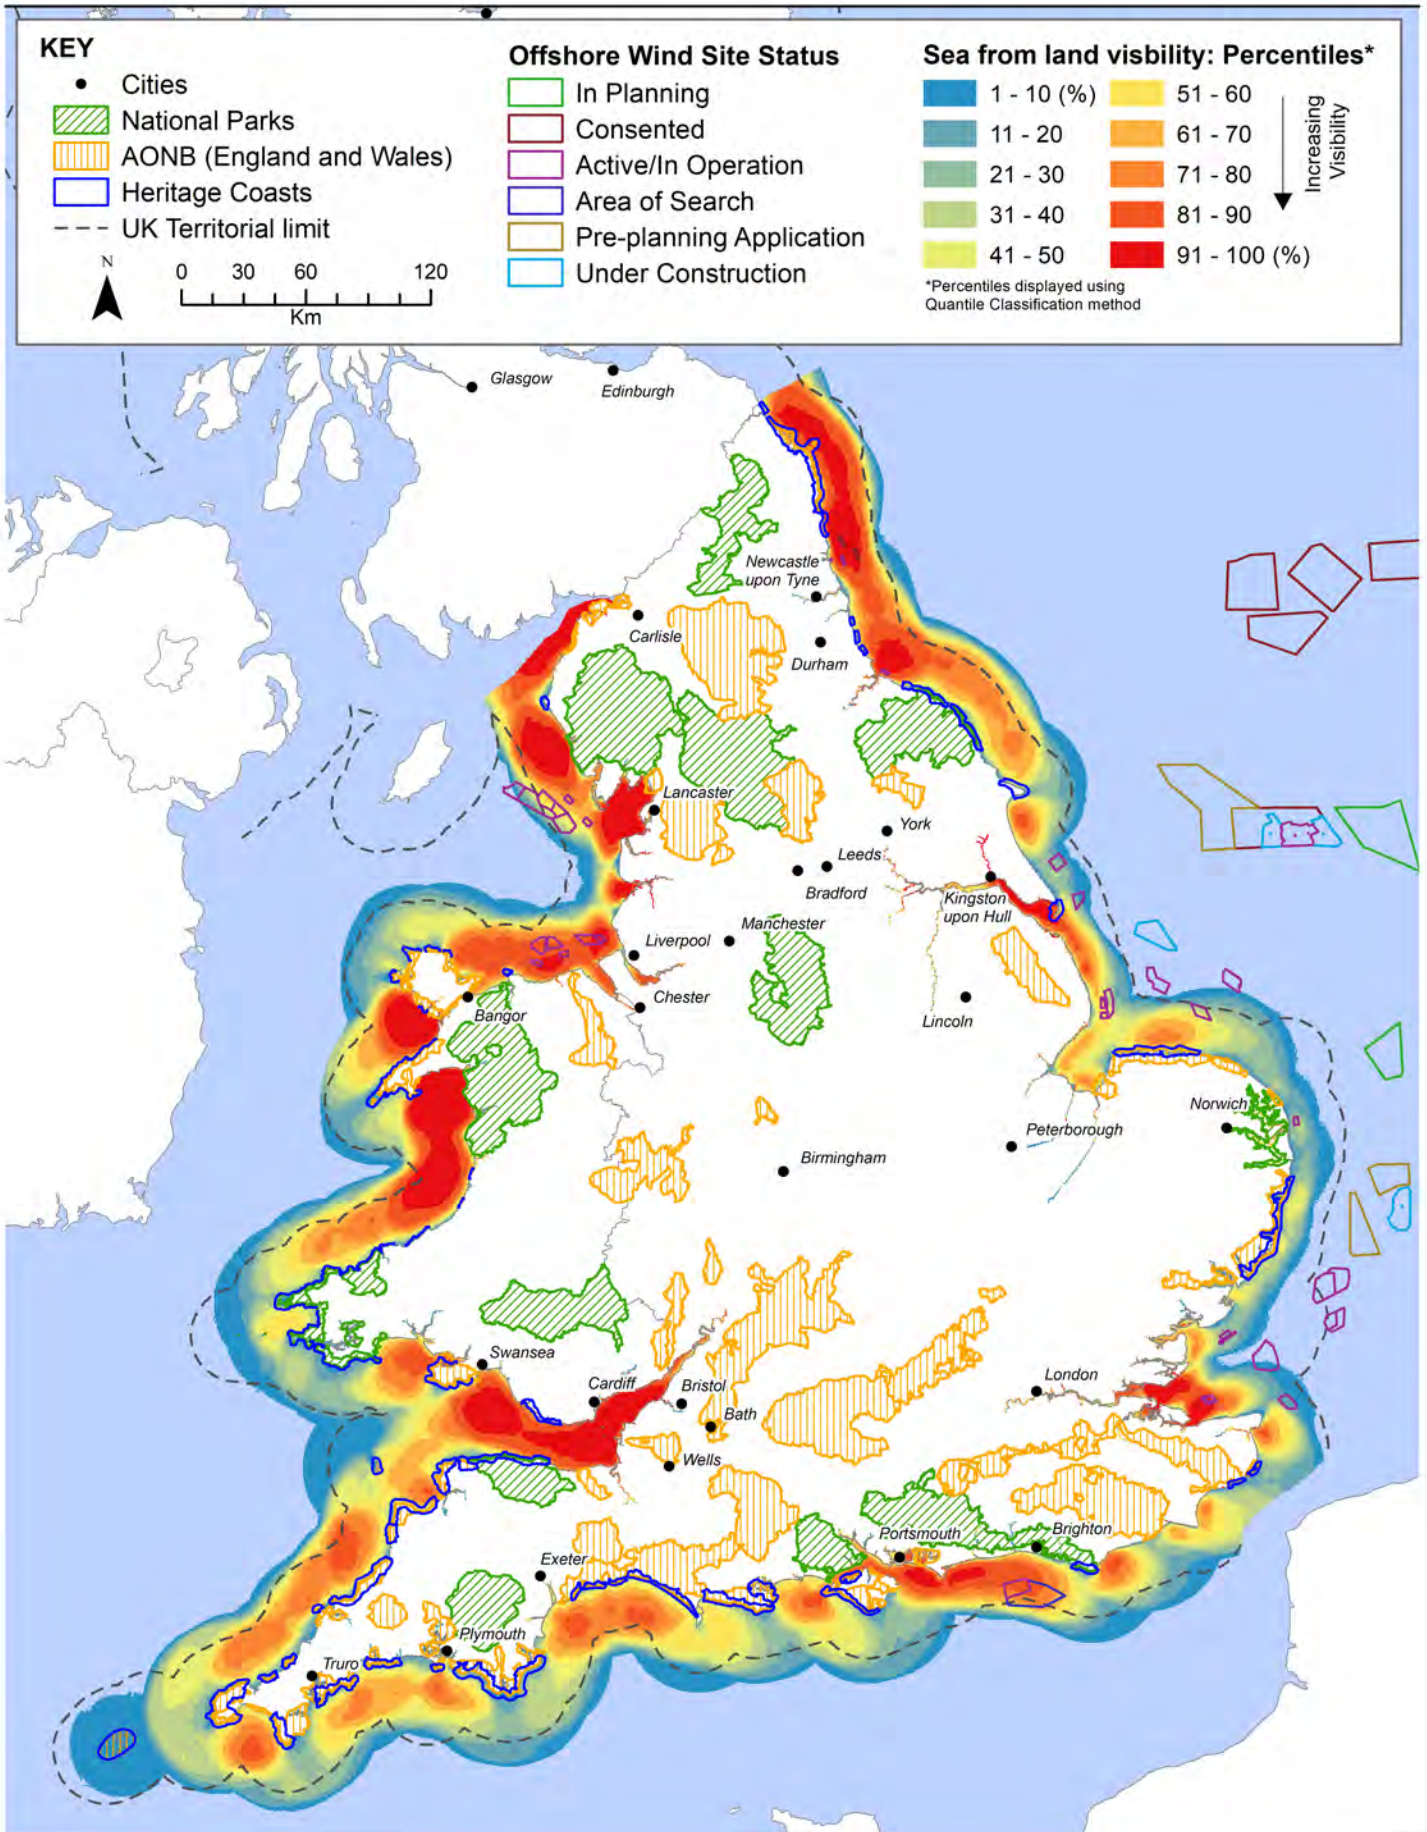 KEY
Cities
National Parks
AONB (England and Wales)
Heritage Coasts
UK Territorial limit
N
0 30 60 120
Km
Offshore Wind Site Status
In Planning
Consented
Active/In Operation
Area of Search
Pre-planning Application
Under Construction
Sea from land visbility: Percentiles*
1 - 10 (%)
11 - 20
21 - 30
31 - 40
41 - 50
51 - 60
61 - 70
71 - 80
81 - 90
91 - 100 (%)
Increasing
Visibility
*Percentiles displayed using
Quantile Classification method
Glasgow
Edinburgh
Newcastle
upon Tyne
Carlisle
Durham
Lancaster
York
Leeds
Bradford
Kingston
upon Hull
Manchester
Liverpool
Chester
Bangor
Lincoln
Norwich
Peterborough
Birmingham
Swansea
Cardiff
Bristol
Bath
London
Wells
Portsmouth
Brighton
Exeter
Plymouth
Truro